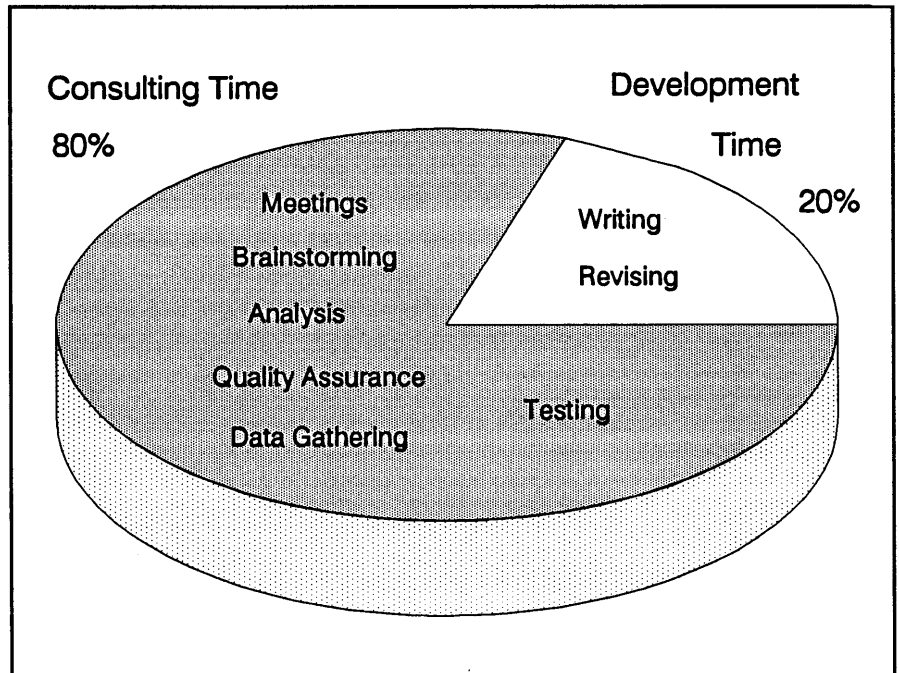 Consulting Time
80%
Development
Time
20%
Meetings
Brainstorming
Analysis
Quality Assurance
Data Gathering
Writing
Revising
Testing